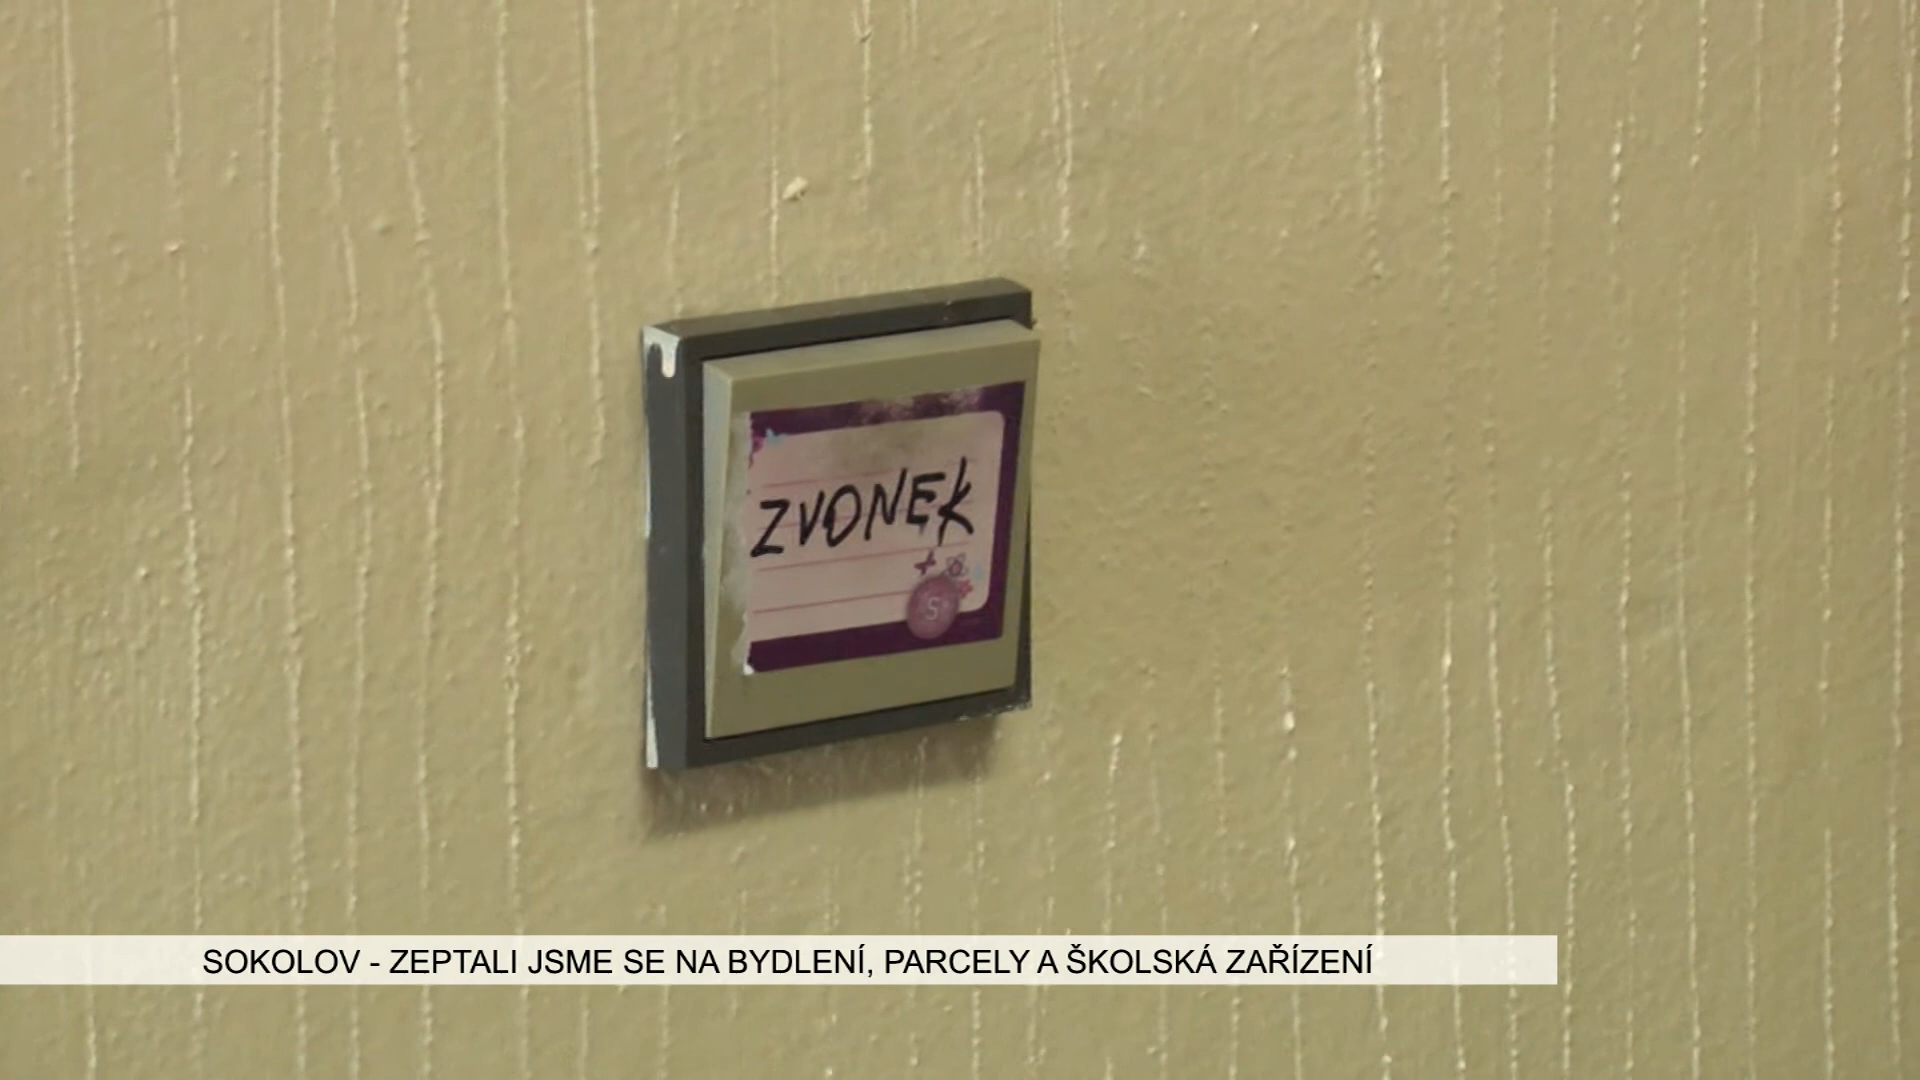 ZVONEK
SOKOLOV - ZEPTALI JSME SE NA BYDLENÍ, PARCELY A ŠKOLSKÁ ZAŘÍZENÍ